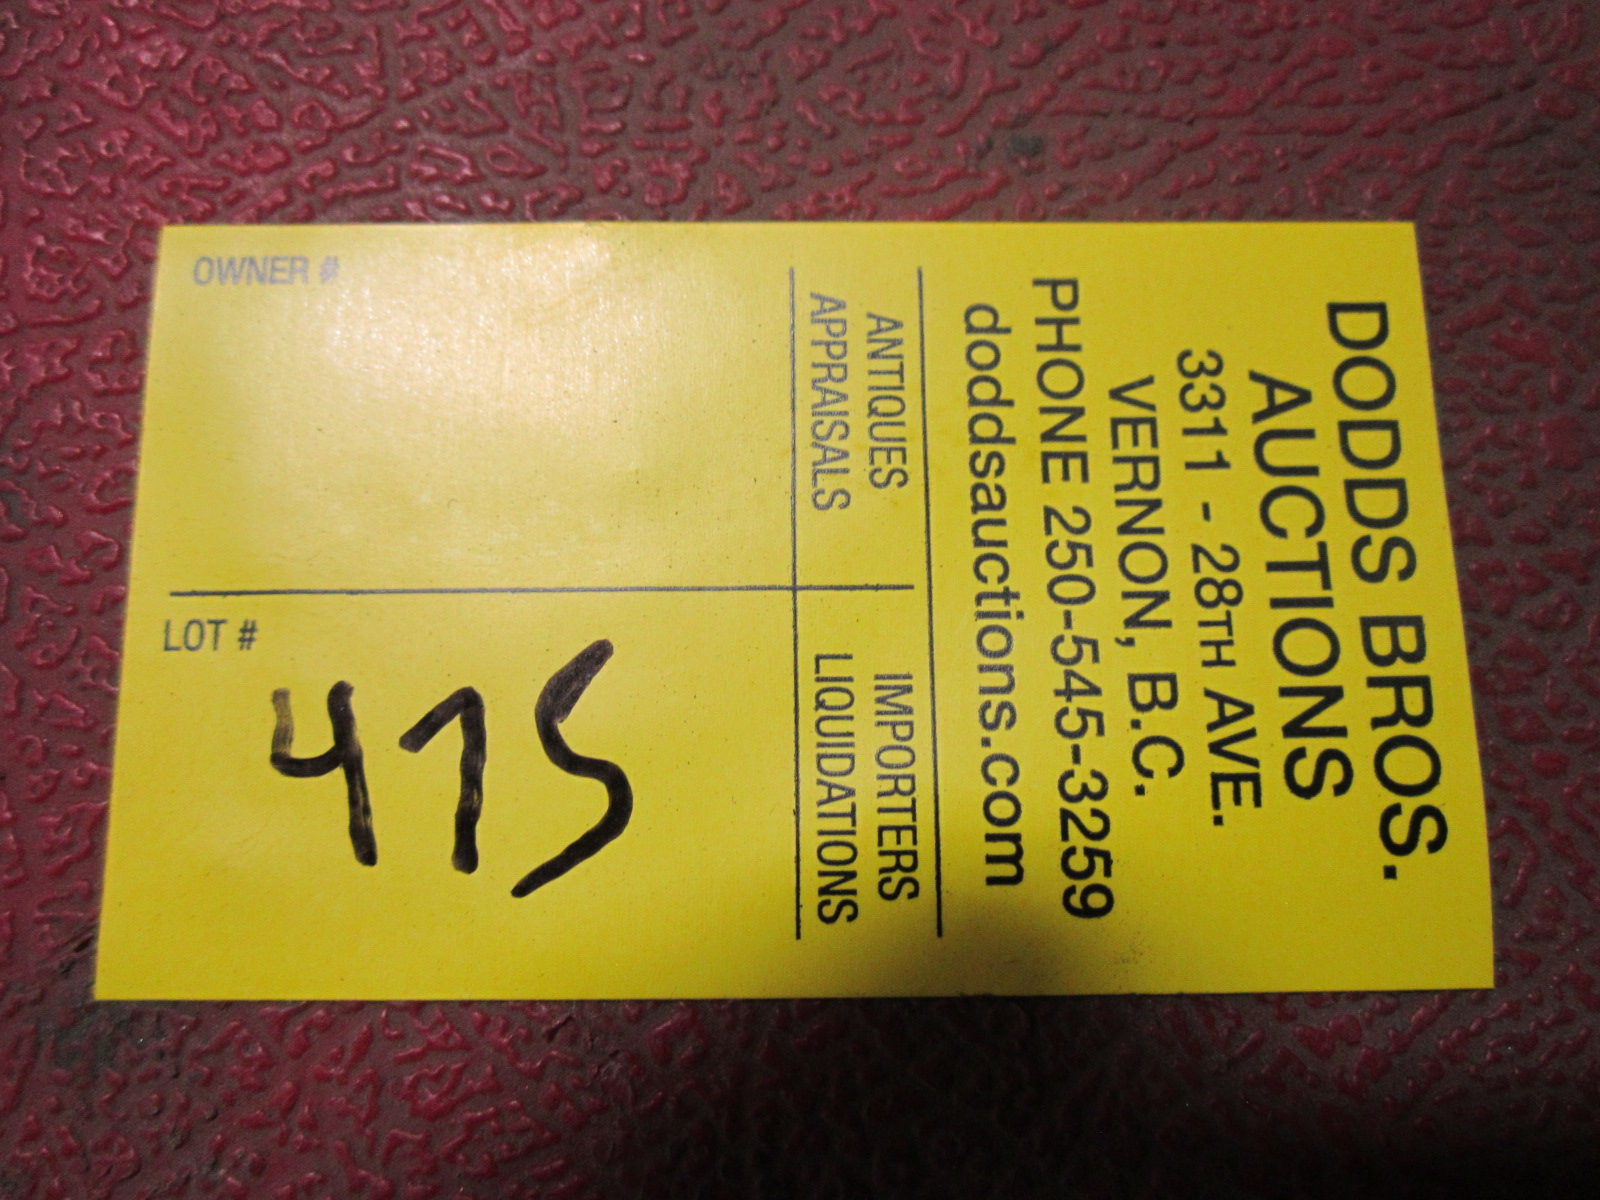 DODDS BROS.
AUCTIONS
3311 - 28TH AVE.
VERNON, B.C.
PHONE 250-545-3259
doddsauctions.com
ANTIQUES IMPORTERS
APPRAISALS LIQUIDATIONS
OWNER #
LOT #
475